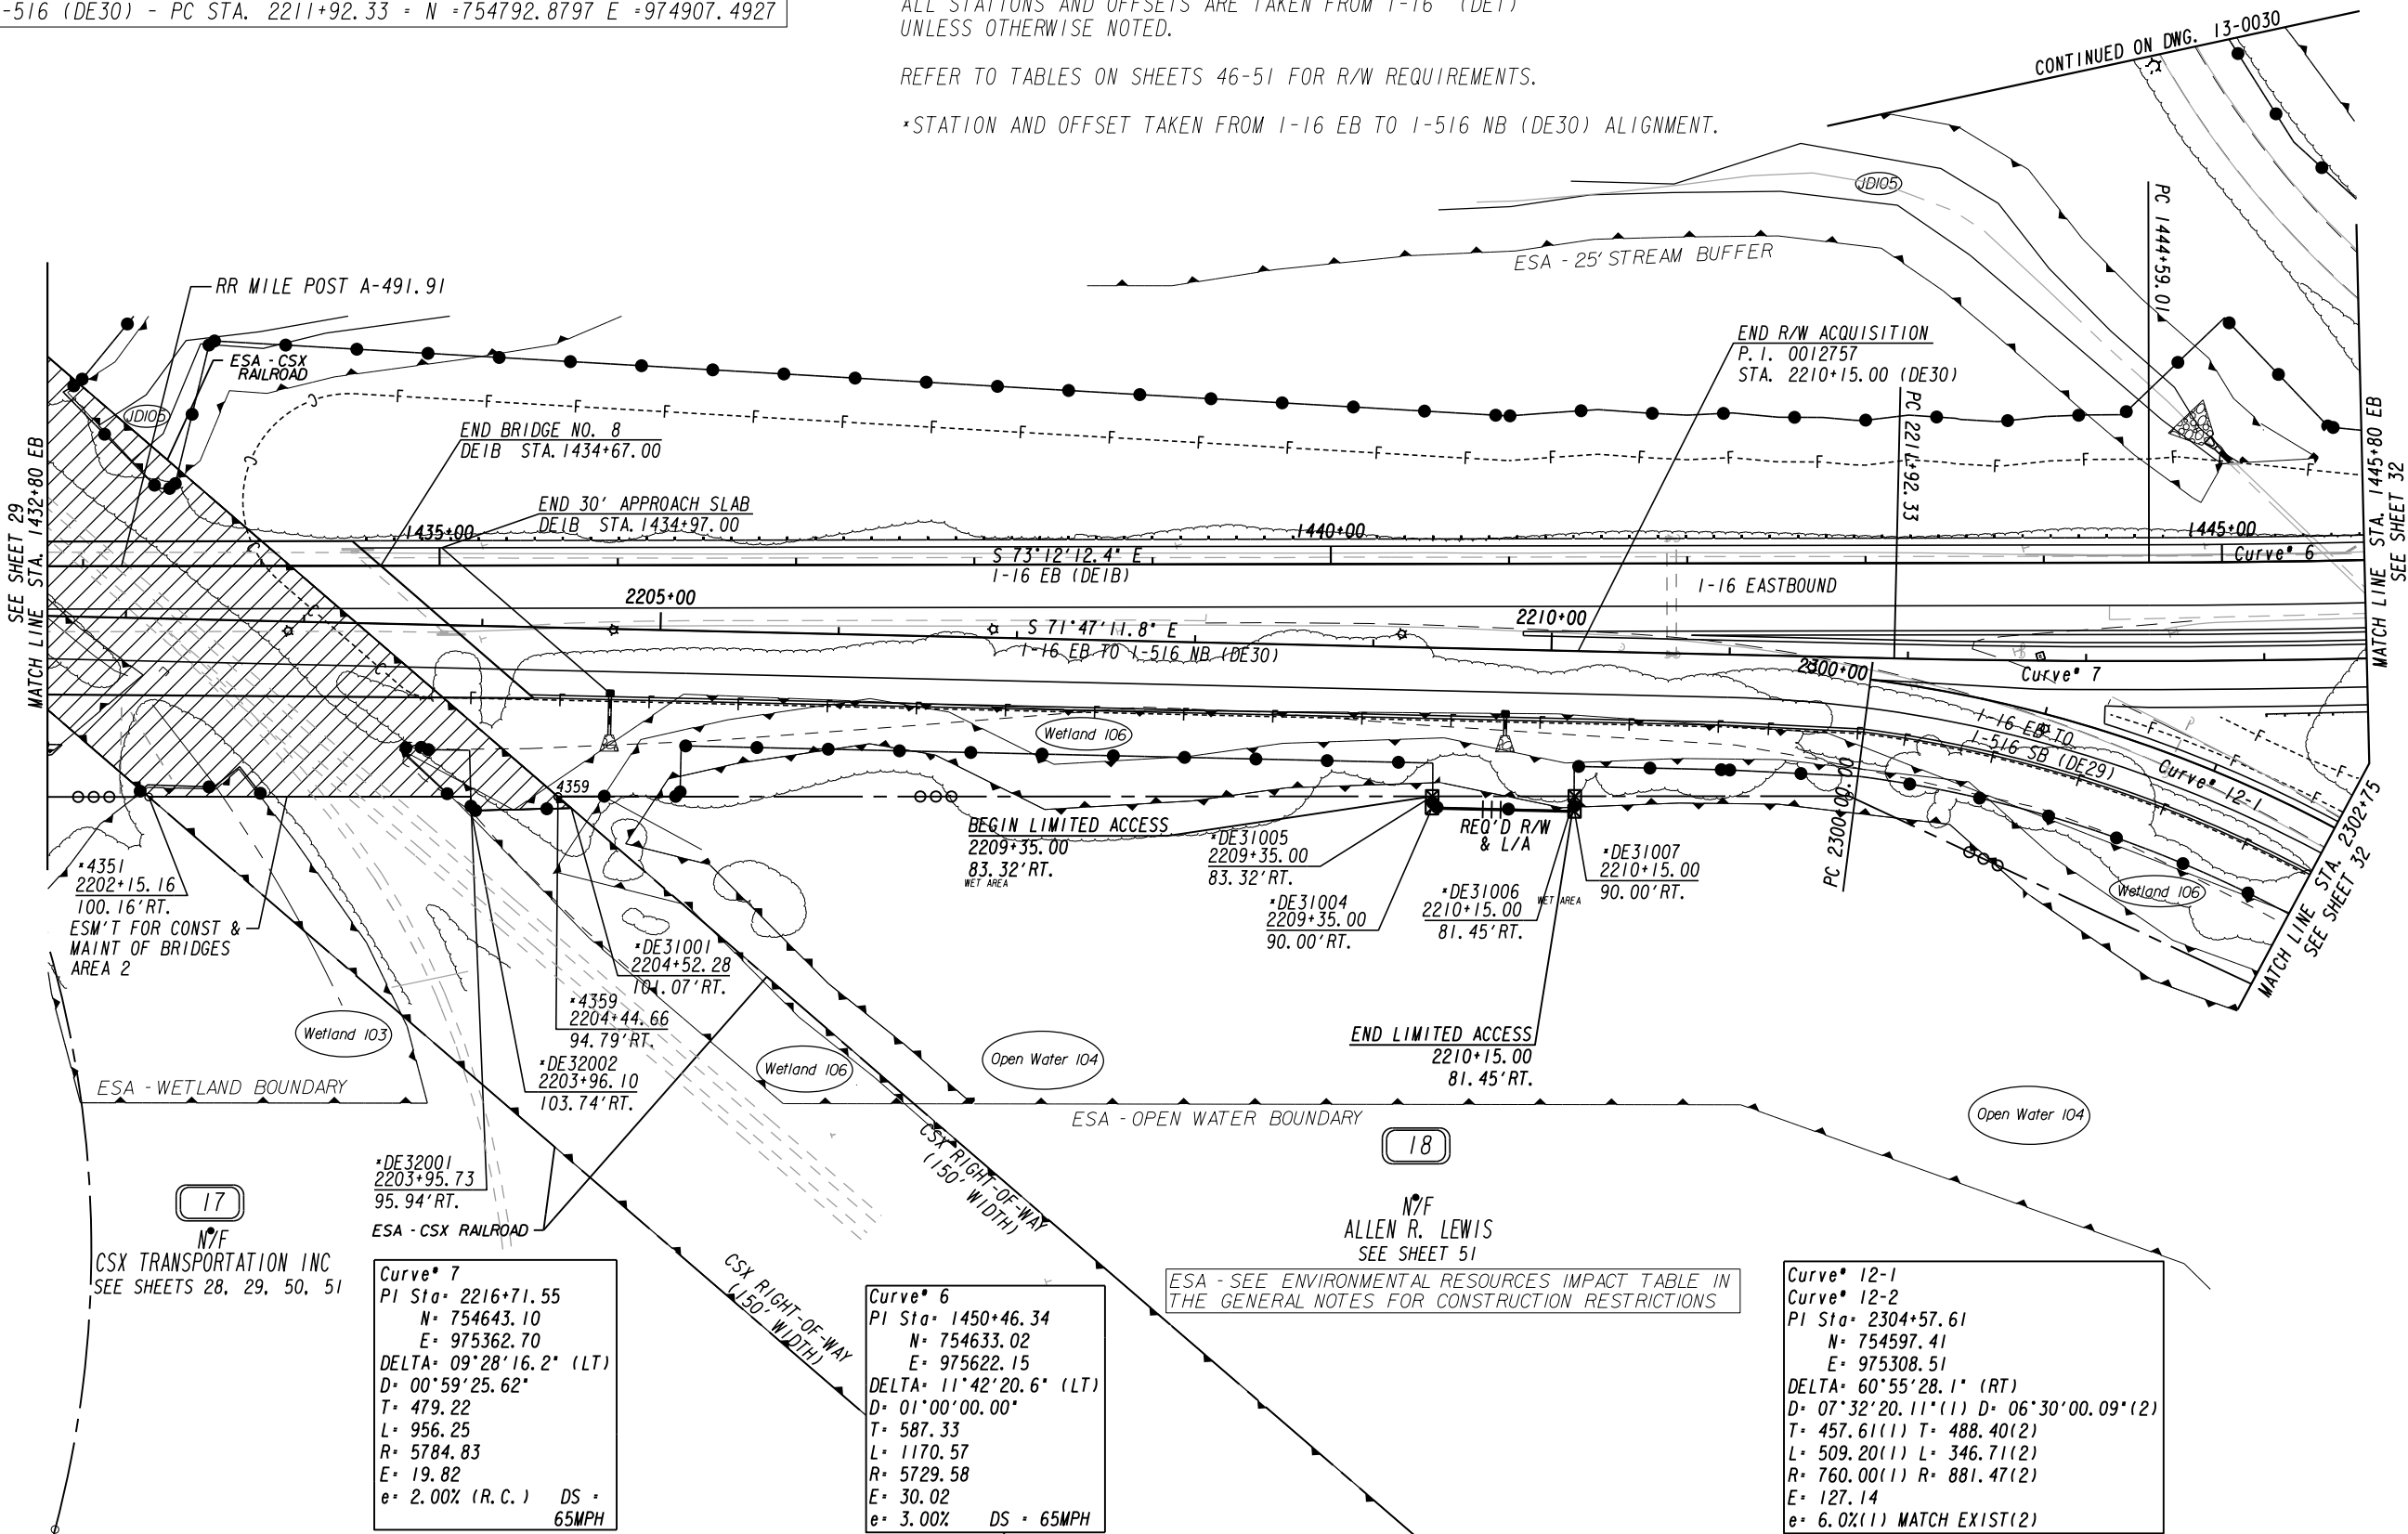 -516 (DE30) - PC STA. 2211+92.33 = N =754792.8797 E =974907.4927
ALL STATIONS AND OFFSETS ARE TAKEN FROM I-16 (DE1)
UNLESS OTHERWISE NOTED.
REFER TO TABLES ON SHEETS 46-51 FOR R/W REQUIREMENTS.
*STATION AND OFFSET TAKEN FROM I-16 EB TO I-516 NB (DE30) ALIGNMENT.
CONTINUED ON DWG. 13-0030
JD105
PC 1444+59.01
ESA - 25' STREAM BUFFER
RR MILE POST A-491.91
ESA - CSX
RAILROAD
JD105
END R/W ACQUISITION
P.I. 0012757
STA. 2210+15.00 (DE30)
PC 2211+92.33
END BRIDGE NO. 8
DE1B STA.1434+67.00
END 30' APPROACH SLAB
DE1B STA.1434+97.00
SEE SHEET 29
MATCH LINE STA. 1432+80 EB
MATCH LINE STA. 1445+80 EB
SEE SHEET 32
1435+00
1440+00
1445+00
S 73°12'12.4" E
I-16 EB (DE1B)
Curve# 6
I-16 EASTBOUND
2205+00
2210+00
S 71°47'11.8" E
I-16 EB TO I-516 NB (DE30)
2300+00
Curve# 7
I-16 EB TO
I-516 SB (DE29)
Curve# 12-1
Wetland 106
4359
PC 2300+00.00
Wetland 106
MATCH LINE STA. 2302+75
SEE SHEET 32
*4351
2202+15.16
100.16'RT.
ESM'T FOR CONST &
MAINT OF BRIDGES
AREA 2
BEGIN LIMITED ACCESS
2209+35.00
83.32'RT.
WET AREA
*DE31005
2209+35.00
83.32'RT.
REQ'D R/W
& L/A
*DE31004
2209+35.00
90.00'RT.
*DE31006
2210+15.00
81.45'RT.
WET AREA
*DE31007
2210+15.00
90.00'RT.
*DE31001
2204+52.28
101.07'RT.
*4359
2204+44.66
94.79'RT.
*DE32002
2203+96.10
103.74'RT.
Wetland 103
Wetland 106
Open Water 104
END LIMITED ACCESS
2210+15.00
81.45'RT.
ESA - WETLAND BOUNDARY
ESA - OPEN WATER BOUNDARY
Open Water 104
*DE32001
2203+95.73
95.94'RT.
ESA - CSX RAILROAD
CSX RIGHT-OF-WAY
(150' WIDTH)
CSX RIGHT-OF-WAY
(150' WIDTH)
17
N/F
CSX TRANSPORTATION INC
SEE SHEETS 28, 29, 50, 51
18
N/F
ALLEN R. LEWIS
SEE SHEET 51
ESA - SEE ENVIRONMENTAL RESOURCES IMPACT TABLE IN
THE GENERAL NOTES FOR CONSTRUCTION RESTRICTIONS
Curve# 7
PI Sta= 2216+71.55
N= 754643.10
E= 975362.70
DELTA= 09°28'16.2" (LT)
D= 00°59'25.62"
T= 479.22
L= 956.25
R= 5784.83
E= 19.82
e= 2.00% (R.C.) DS =
65MPH
Curve# 6
PI Sta= 1450+46.34
N= 754633.02
E= 975622.15
DELTA= 11°42'20.6" (LT)
D= 01°00'00.00"
T= 587.33
L= 1170.57
R= 5729.58
E= 30.02
e= 3.00% DS = 65MPH
Curve# 12-1
Curve# 12-2
PI Sta= 2304+57.61
N= 754597.41
E= 975308.51
DELTA= 60°55'28.1" (RT)
D= 07°32'20.11"(1) D= 06°30'00.09"(2)
T= 457.61(1) T= 488.40(2)
L= 509.20(1) L= 346.71(2)
R= 760.00(1) R= 881.47(2)
E= 127.14
e= 6.0%(1) MATCH EXIST(2)